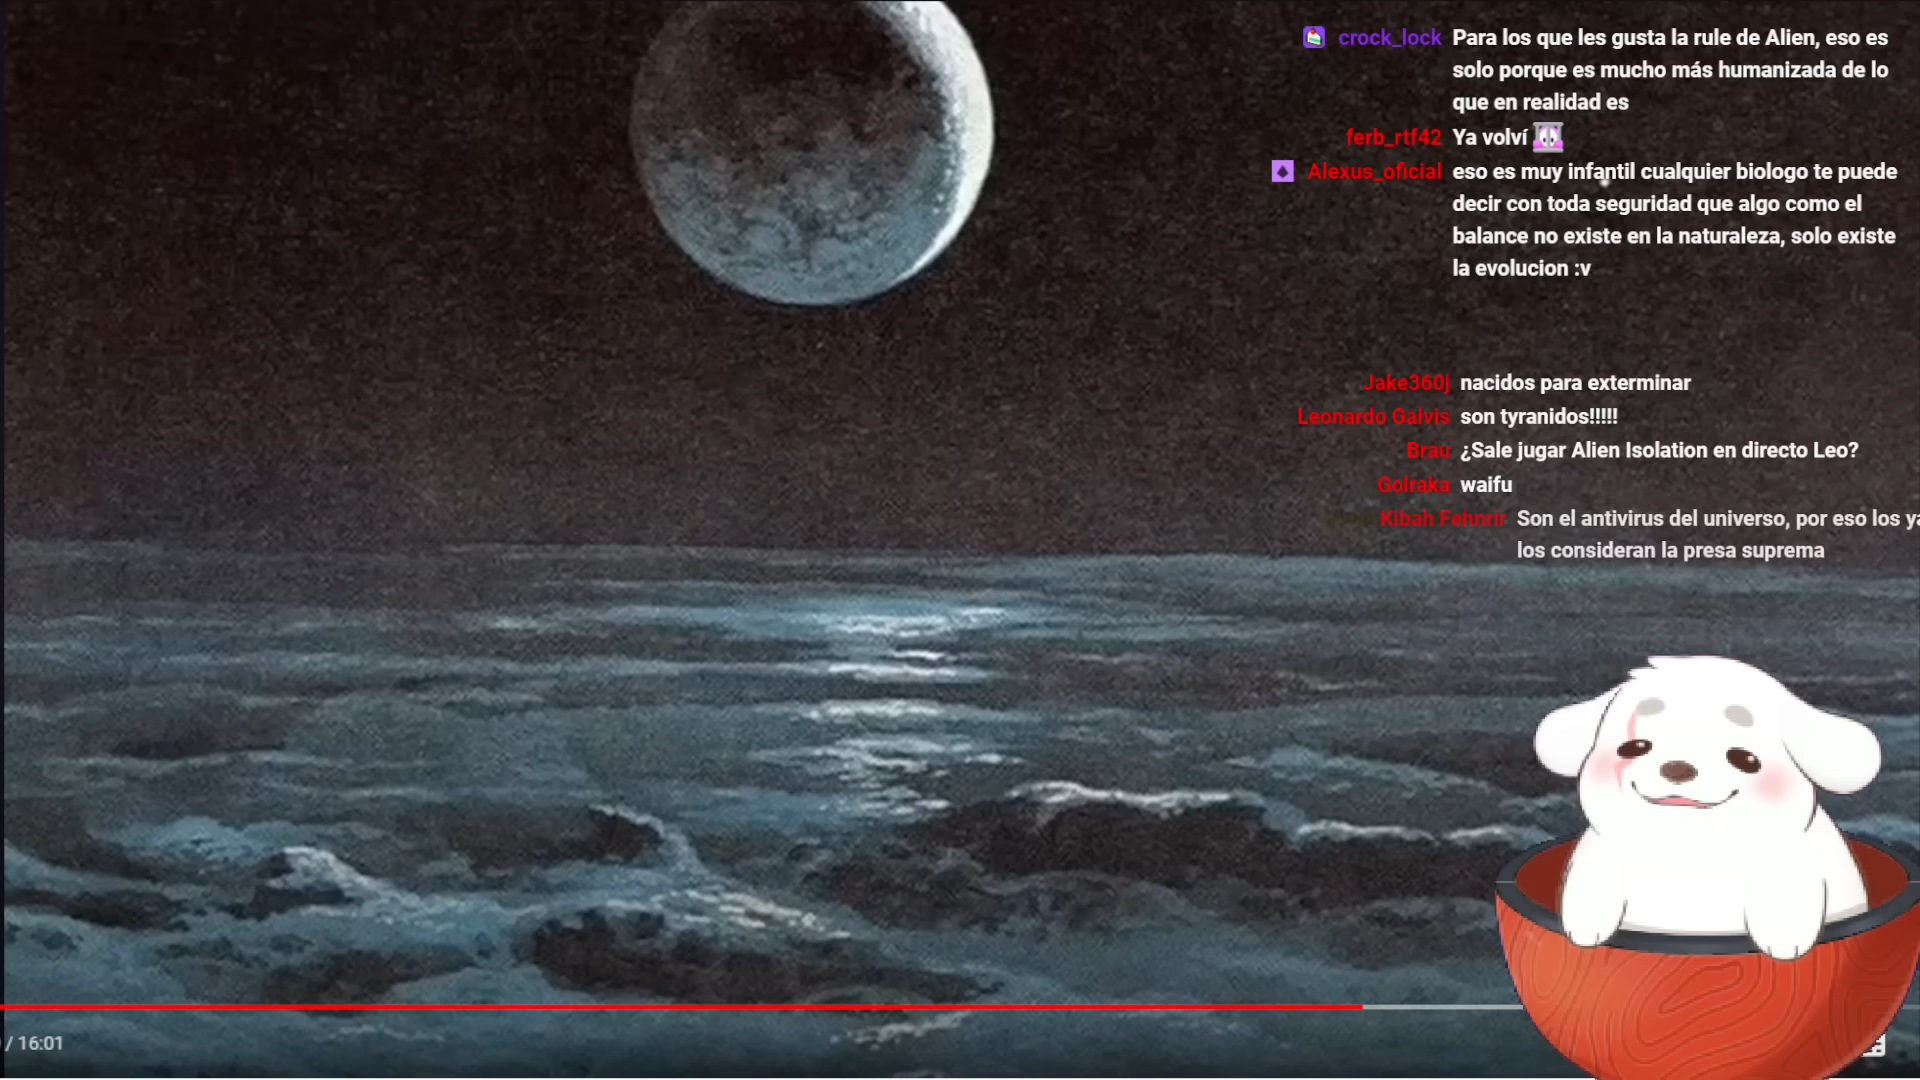 crock_lock Para los que les gusta la rule de Alien, eso es
solo porque es mucho más humanizada de lo
que en realidad es
ferb_rtf42 Ya volví
Alexus_oficial eso es muy infantil cualquier biologo te puede
decir con toda seguridad que algo como el
balance no existe en la naturaleza, solo existe
la evolucion :v
Jake360j nacidos para exterminar
Leonardo Galvis son tyranidos!!!!!
Brau ¿Sale jugar Alien Isolation en directo Leo?
Golraka waifu
Kibah Fehnrir Son el antivirus del universo, por eso los ya
los consideran la presa suprema
/ 16:01